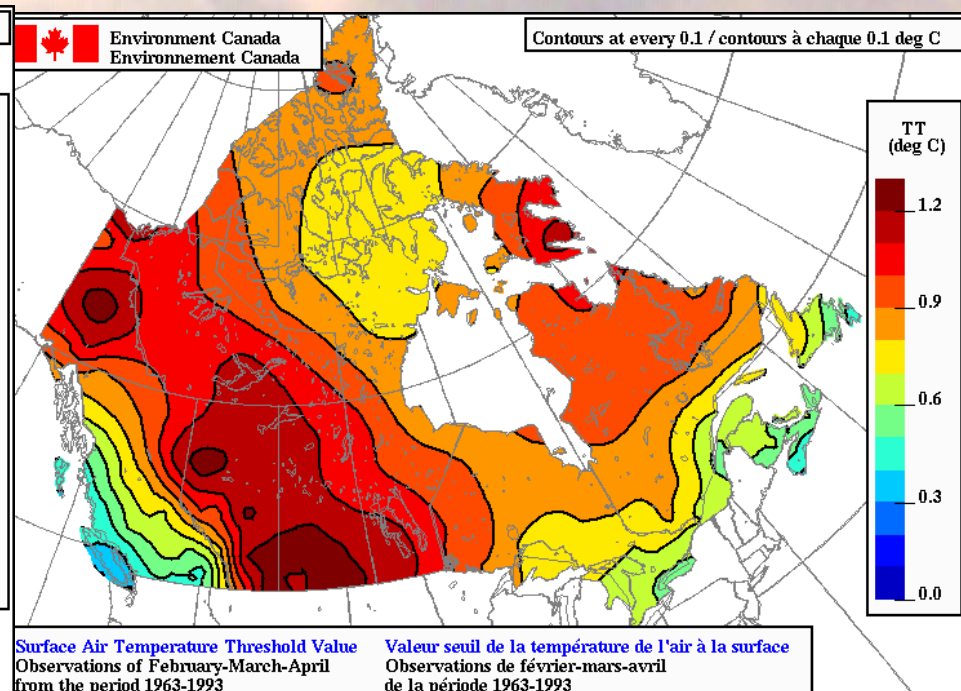 Environment Canada
Environnement Canada
Contours at every 0.1 / contours à chaque 0.1 deg C
TT
(deg C)
1.2
0.9
0.6
0.3
0.0
Surface Air Temperature Threshold Value
Observations of February-March-April
from the period 1963-1993
Valeur seuil de la température de l'air à la surface
Observations de février-mars-avril
de la période 1963-1993